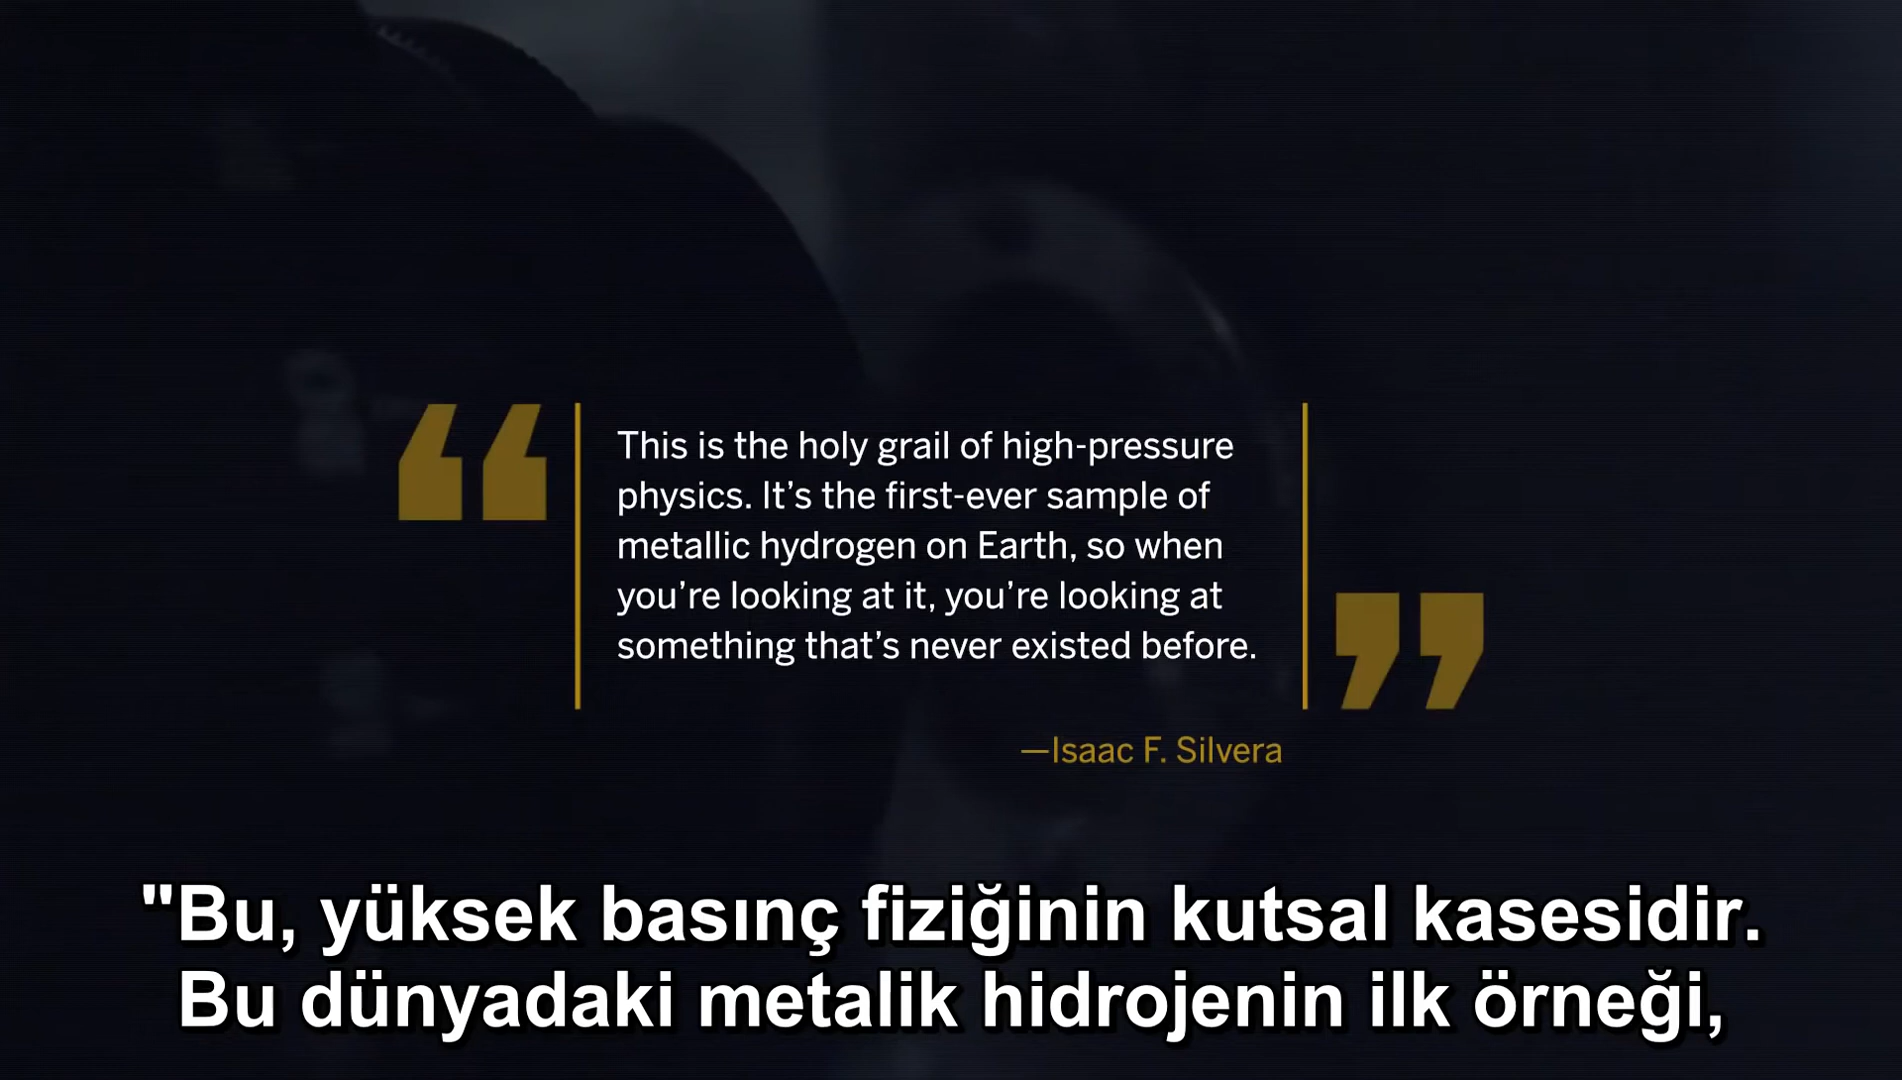 This is the holy grail of high-pressure
physics. It’s the first-ever sample of
metallic hydrogen on Earth, so when
you’re looking at it, you’re looking at
something that’s never existed before.
—Isaac F. Silvera
"Bu, yüksek basınç fiziğinin kutsal kasesidir.
Bu dünyadaki metalik hidrojenin ilk örneği,